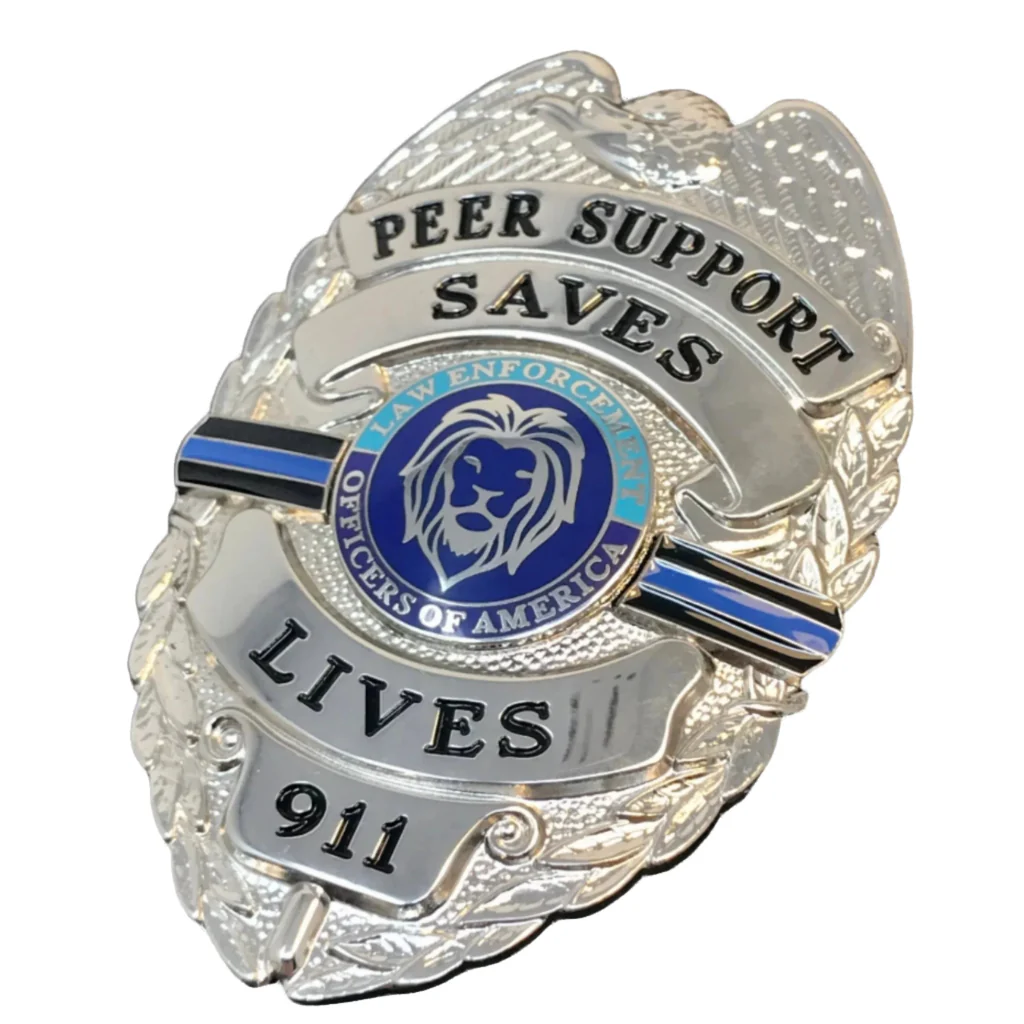 PEER SUPPORT
SAVES
LAW ENFORCEMENT
OFFICERS OF AMERICA
LIVES
911